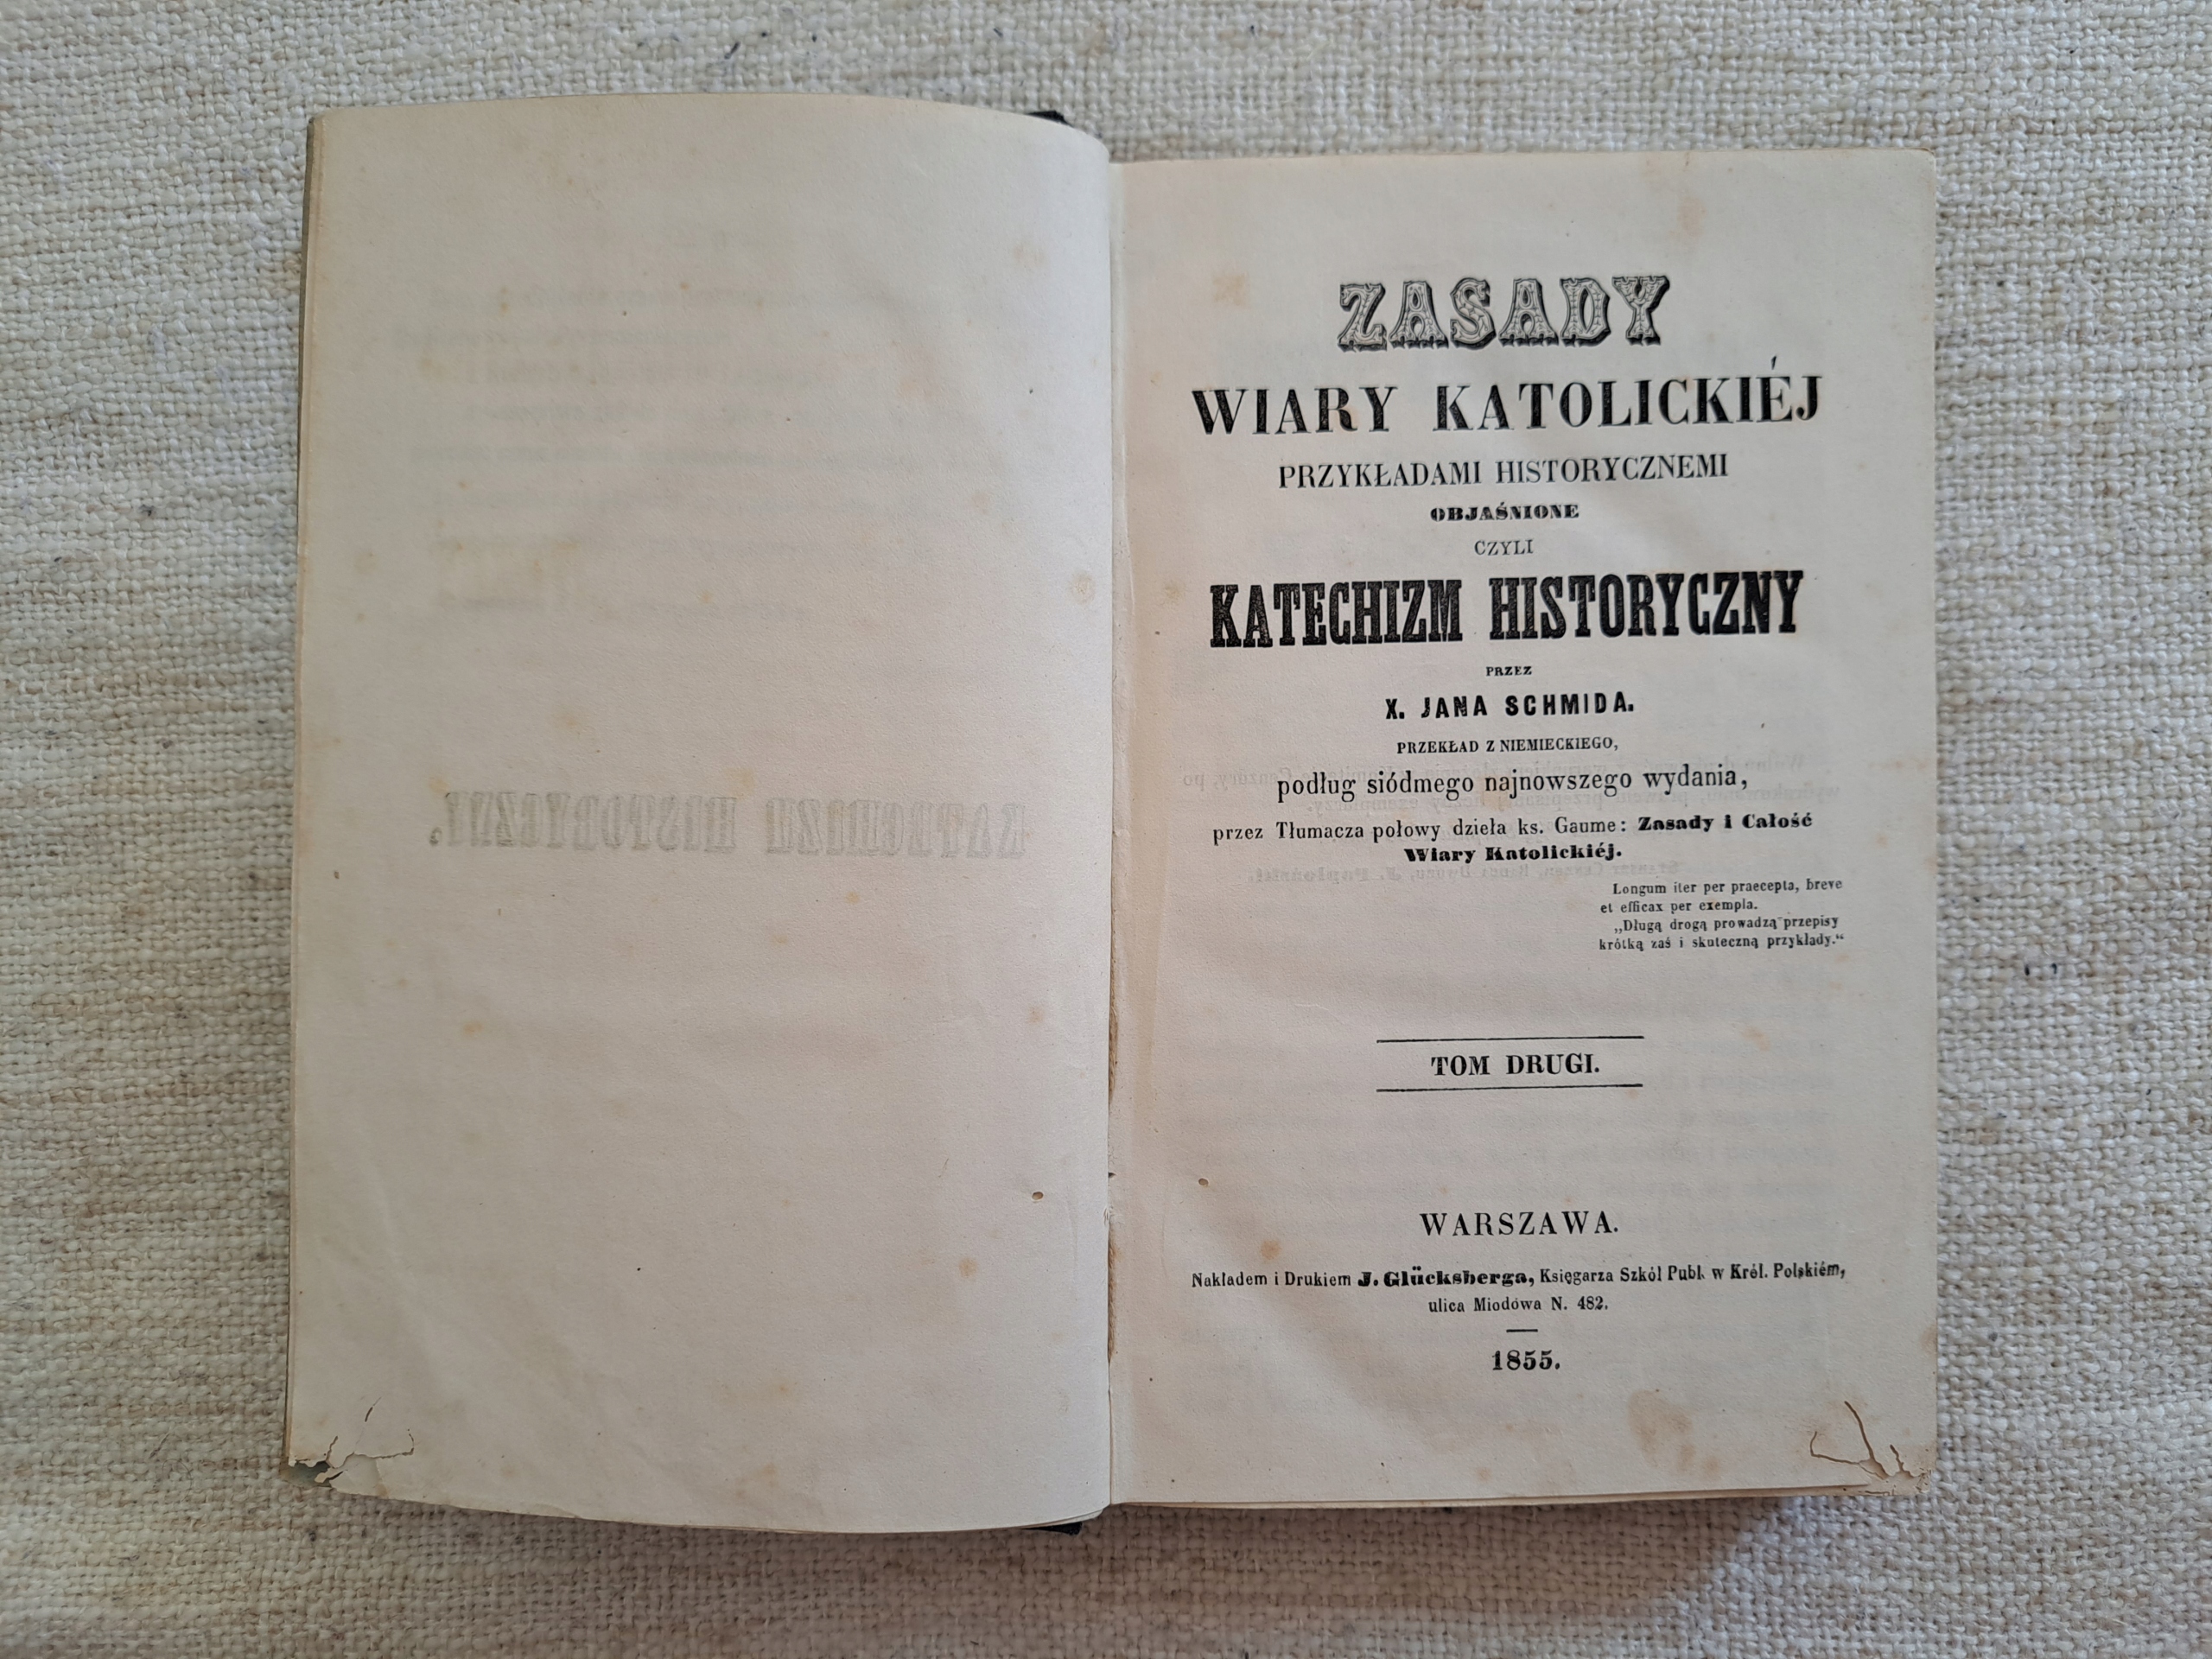 ZASADY
WIARY KATOLICKIÉJ
PRZYKŁADAMI HISTORYCZNEMI
OBJAŚNIONE
CZYLI
KATECHIZM HISTORYCZNY
PRZEZ
X. JANA SCHMIDA.
PRZEKŁAD Z NIEMIECKIEGO,
podług siódmego najnowszego wydania,
przez Tłumacza połowy dzieła ks. Gaume: Zasady i Całość
Wiary Katolickiéj.
Longum iter per praecepta, breve
et efficax per exempla.
„Długą drogą prowadzą przepisy
krótką zaś i skuteczną przykłady.“
TOM DRUGI.
WARSZAWA.
Nakładem i Drukiem J. Glücksberga, Księgarza Szkół Publ. w Król. Polskiém,
ulica Miodowa N. 482.
1855.
KATECHIZM HISTORYCZNY.